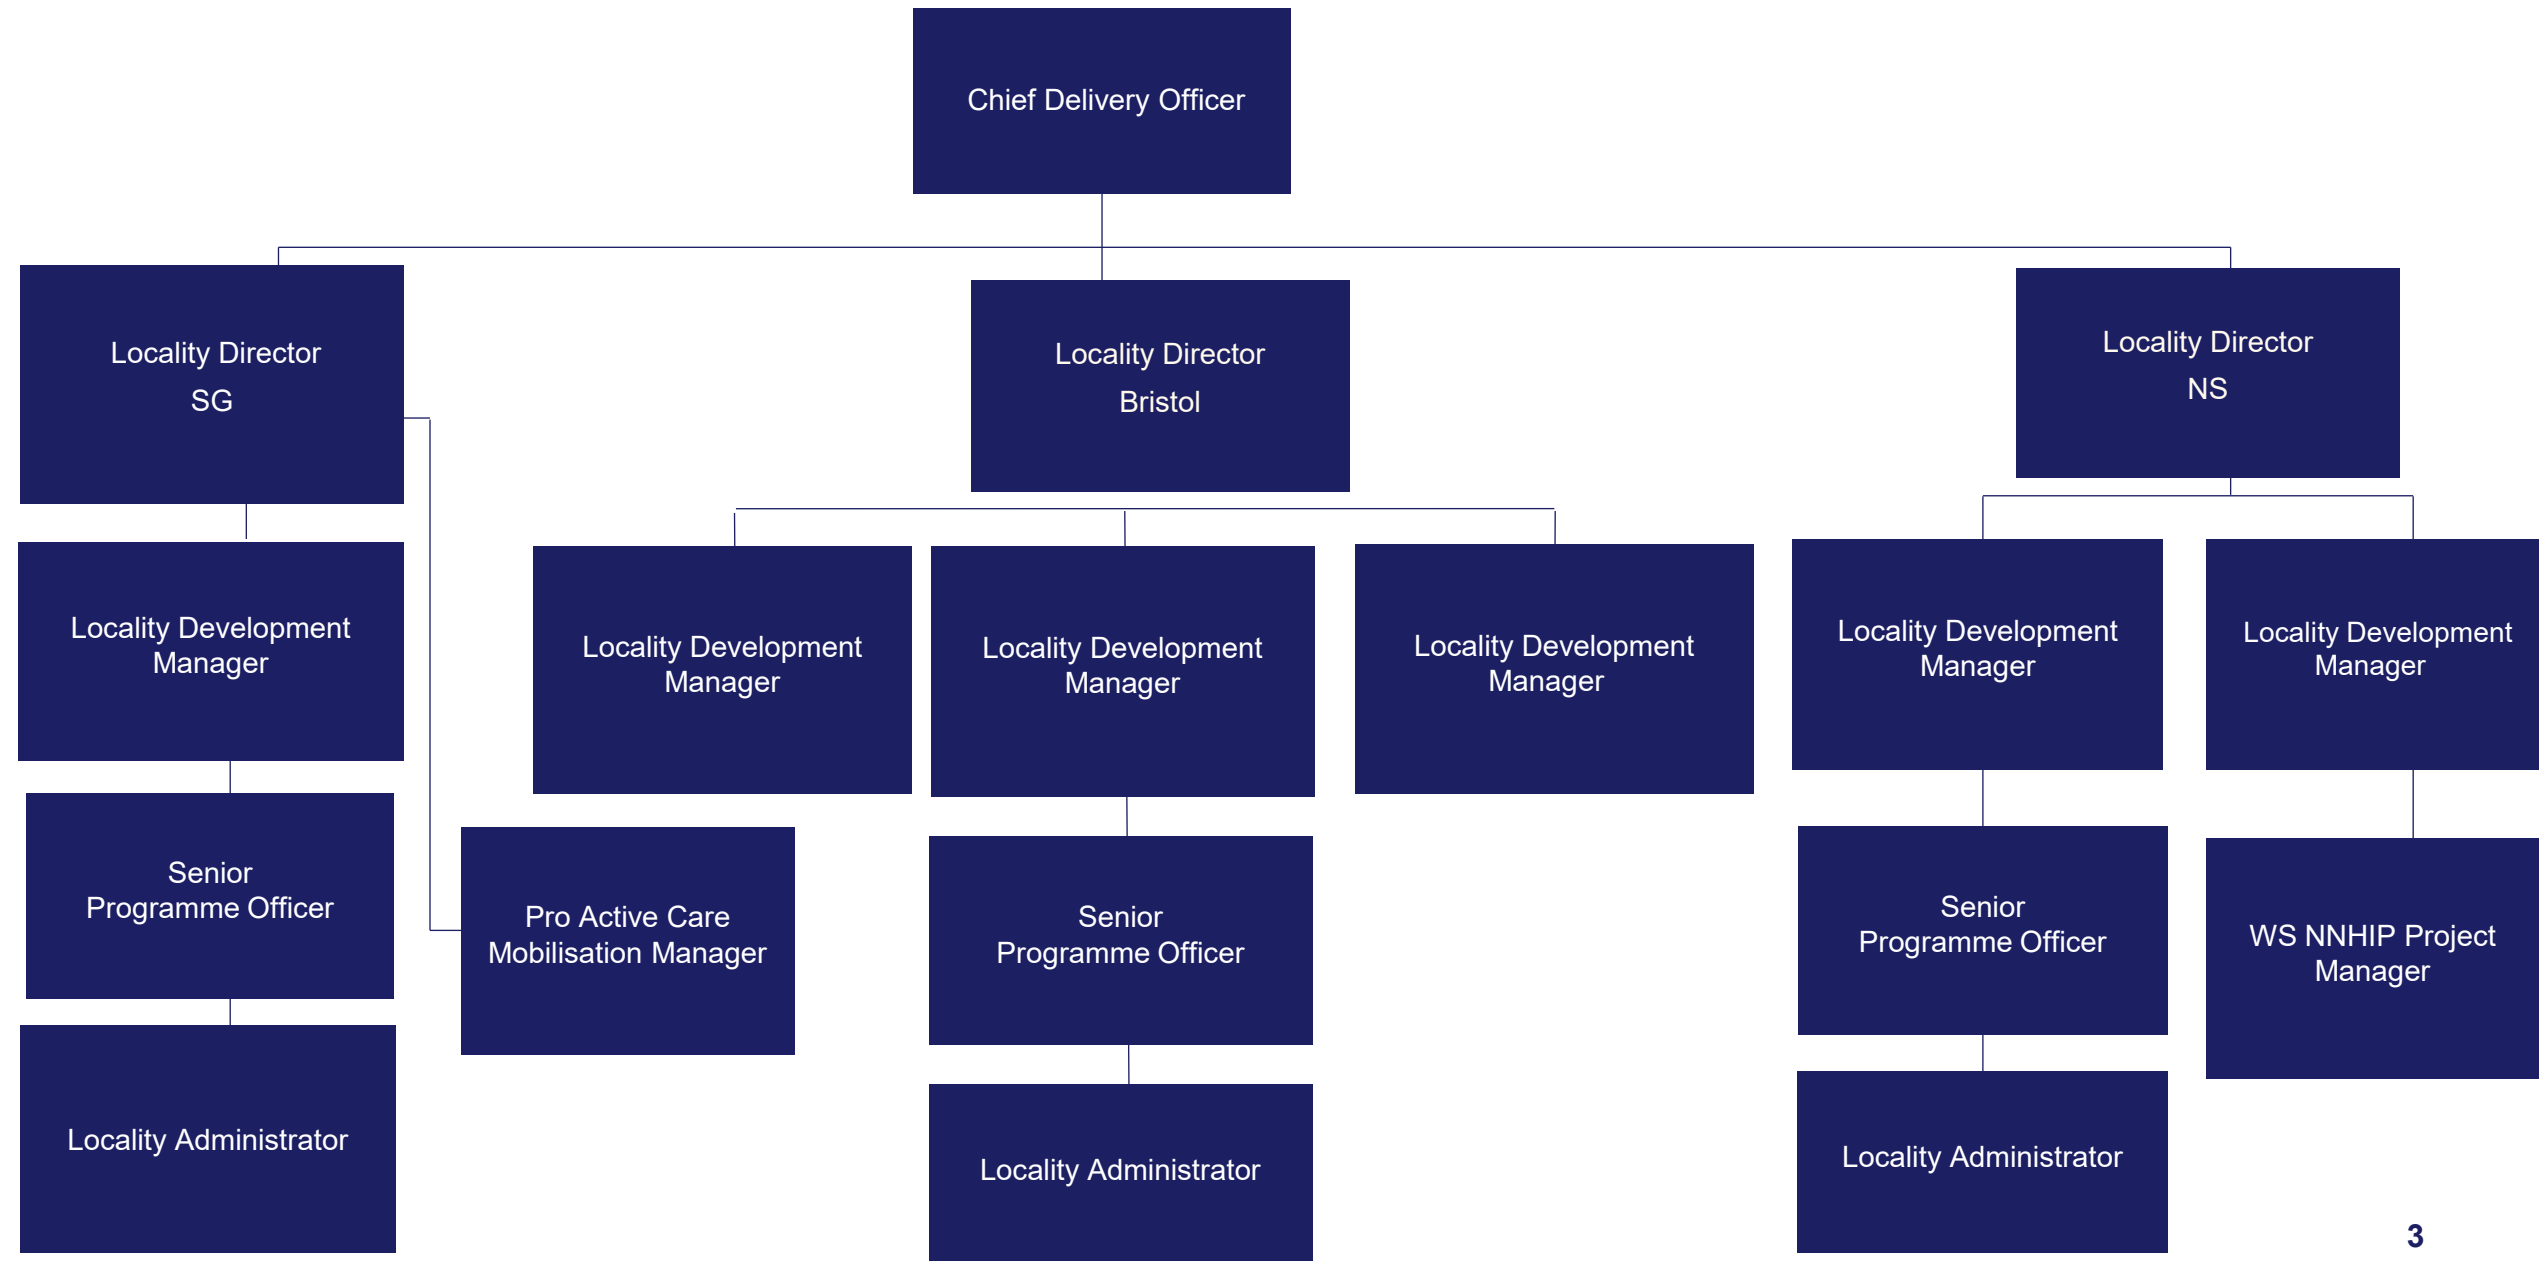 Chief Delivery Officer
Locality Director
SG
Locality Director
Bristol
Locality Director
NS
Locality Development
Manager
Locality Development
Manager
Locality Development
Manager
Locality Development
Manager
Locality Development
Manager
Locality Development
Manager
Senior
Programme Officer
Pro Active Care
Mobilisation Manager
Senior
Programme Officer
Senior
Programme Officer
WS NNHIP Project
Manager
Locality Administrator
Locality Administrator
Locality Administrator
3